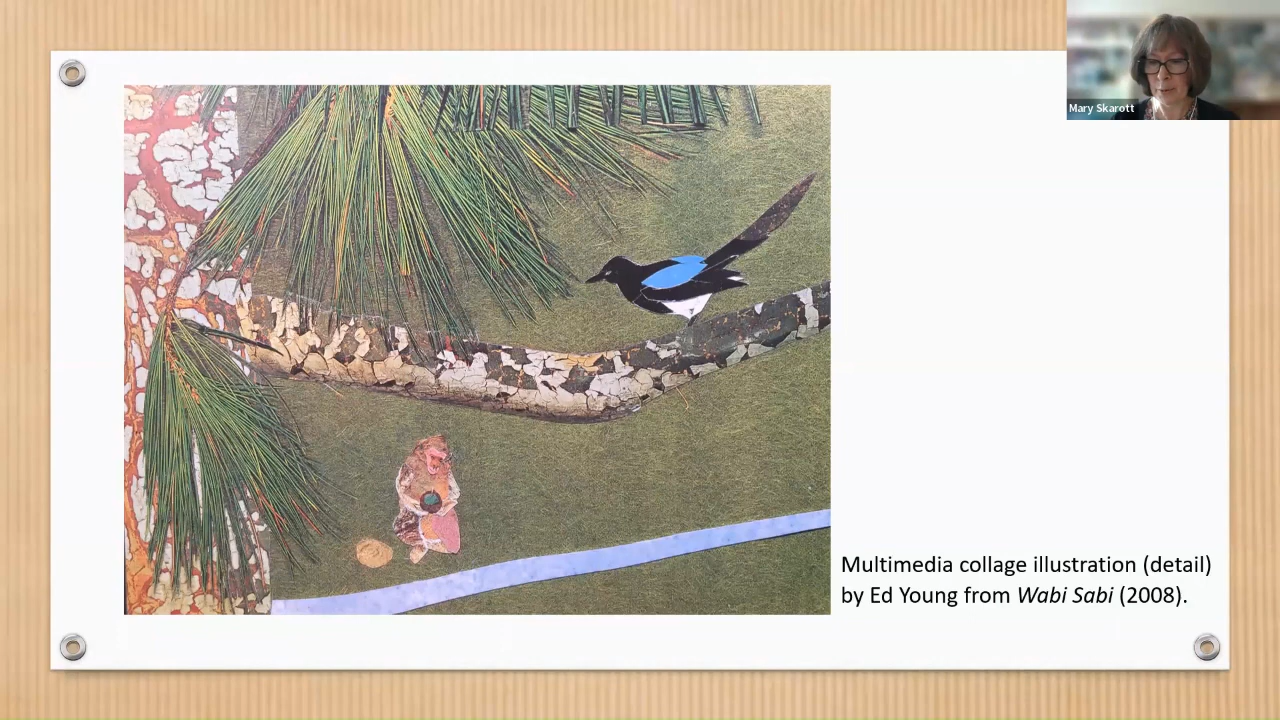 Mary Skarott
Multimedia collage illustration (detail)
by Ed Young from Wabi Sabi (2008).